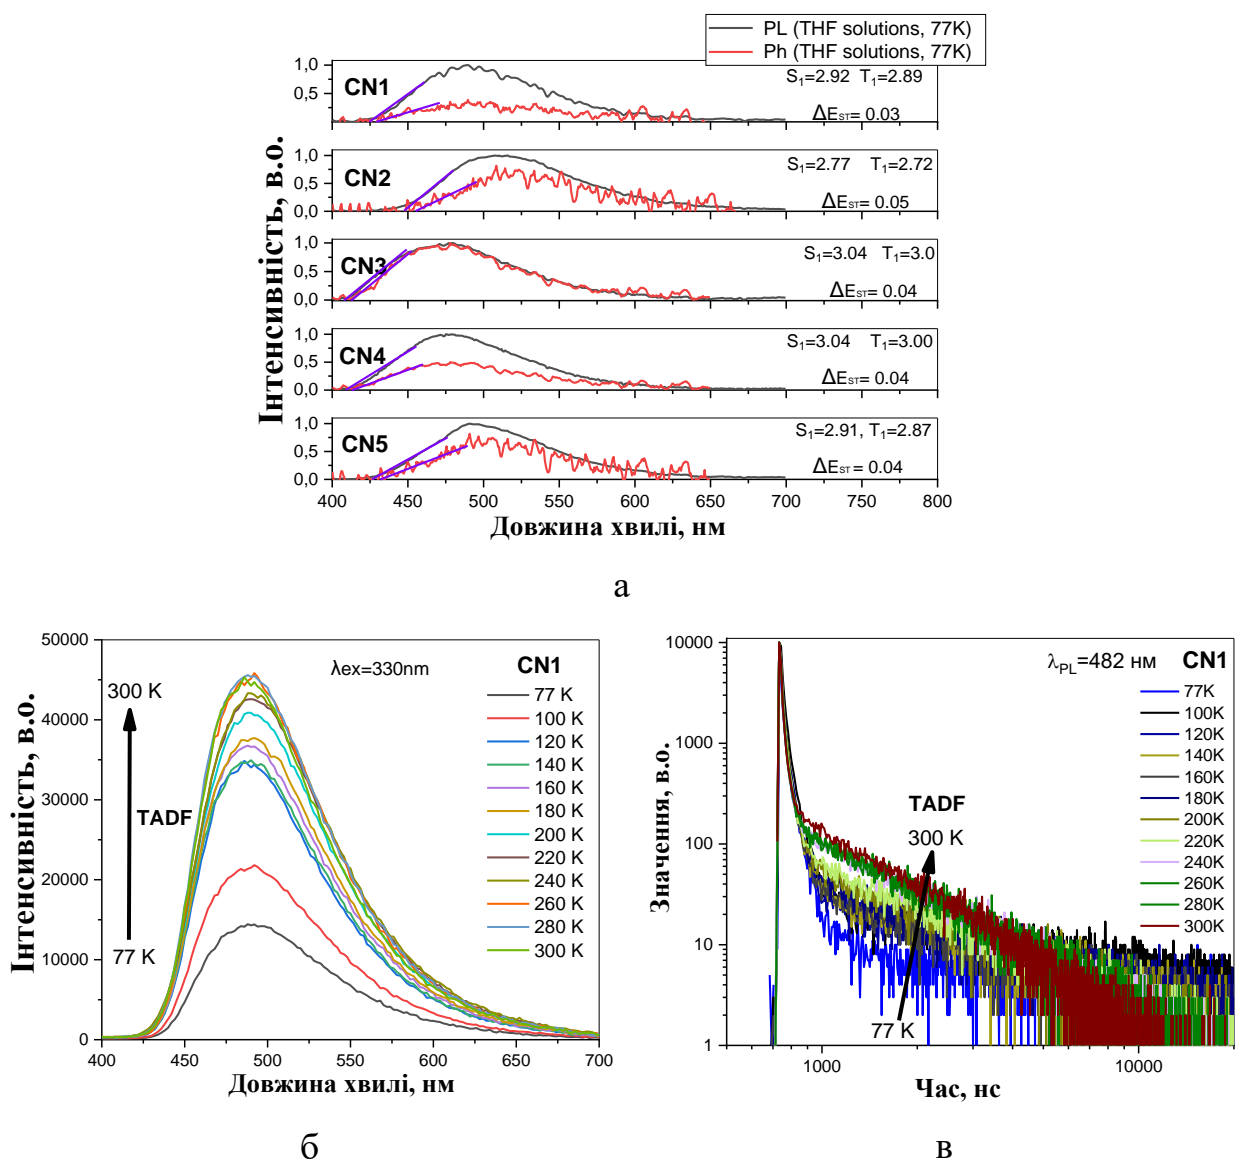 PL (THF solutions, 77K)
Ph (THF solutions, 77K)
Інтенсивність, в.о.
1,0
0,5
0,0
CN1
S₁=2.92 T₁=2.89
ΔEST= 0.03
1,0
0,5
0,0
CN2
S₁=2.77 T₁=2.72
ΔEST= 0.05
1,0
0,5
0,0
CN3
S₁=3.04 T₁=3.0
ΔEST= 0.04
1,0
0,5
0,0
CN4
S₁=3.04 T₁=3.00
ΔEST= 0.04
1,0
0,5
0,0
CN5
S₁=2.91, T₁=2.87
ΔEST= 0.04
400 450 500 550 600 650 700 750 800
Довжина хвилі, нм
а
Інтенсивність, в.о.
50000
40000
30000
20000
10000
0
λex=330nm
CN1
300 K
TADF
77 K
77 K
100 K
120 K
140 K
160 K
180 K
200 K
220 K
240 K
260 K
280 K
300 K
400 450 500 550 600 650 700
Довжина хвилі, нм
б
Значення, в.о.
10000
1000
100
10
1
λPL=482 нм CN1
TADF
300 K
77 K
77K
100K
120K
140K
160K
180K
200K
220K
240K
260K
280K
300K
1000 10000
Час, нс
в